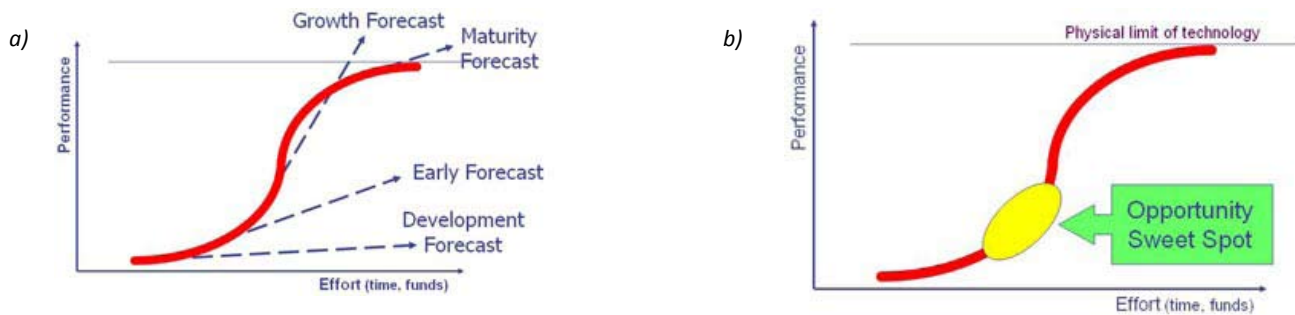 a)
Growth Forecast
Maturity
Forecast
Performance
Early Forecast
Development
Forecast
Effort (time, funds)
b)
Physical limit of technology
Performance
Opportunity
Sweet Spot
Effort (time, funds)